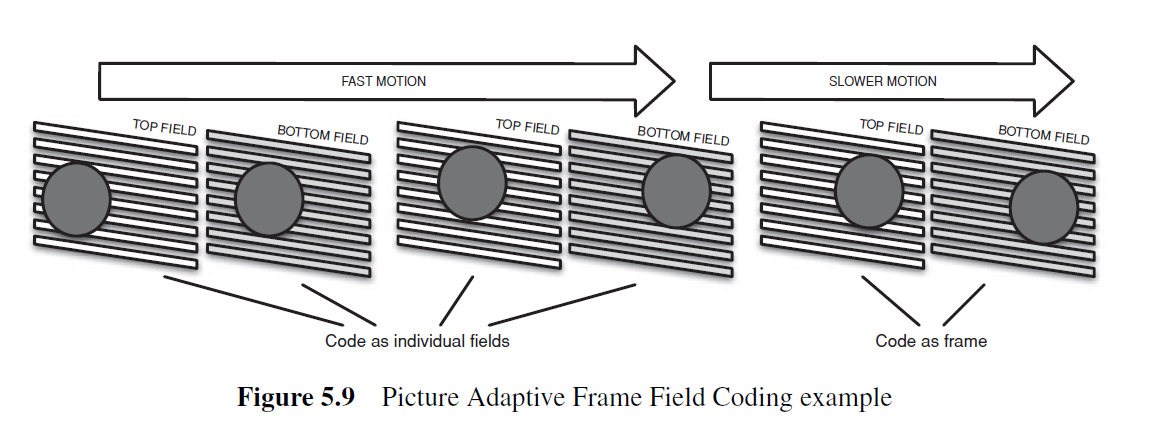 FAST MOTION
SLOWER MOTION
TOP FIELD
BOTTOM FIELD
TOP FIELD
BOTTOM FIELD
TOP FIELD
BOTTOM FIELD
Code as individual fields
Code as frame
Figure 5.9 Picture Adaptive Frame Field Coding example